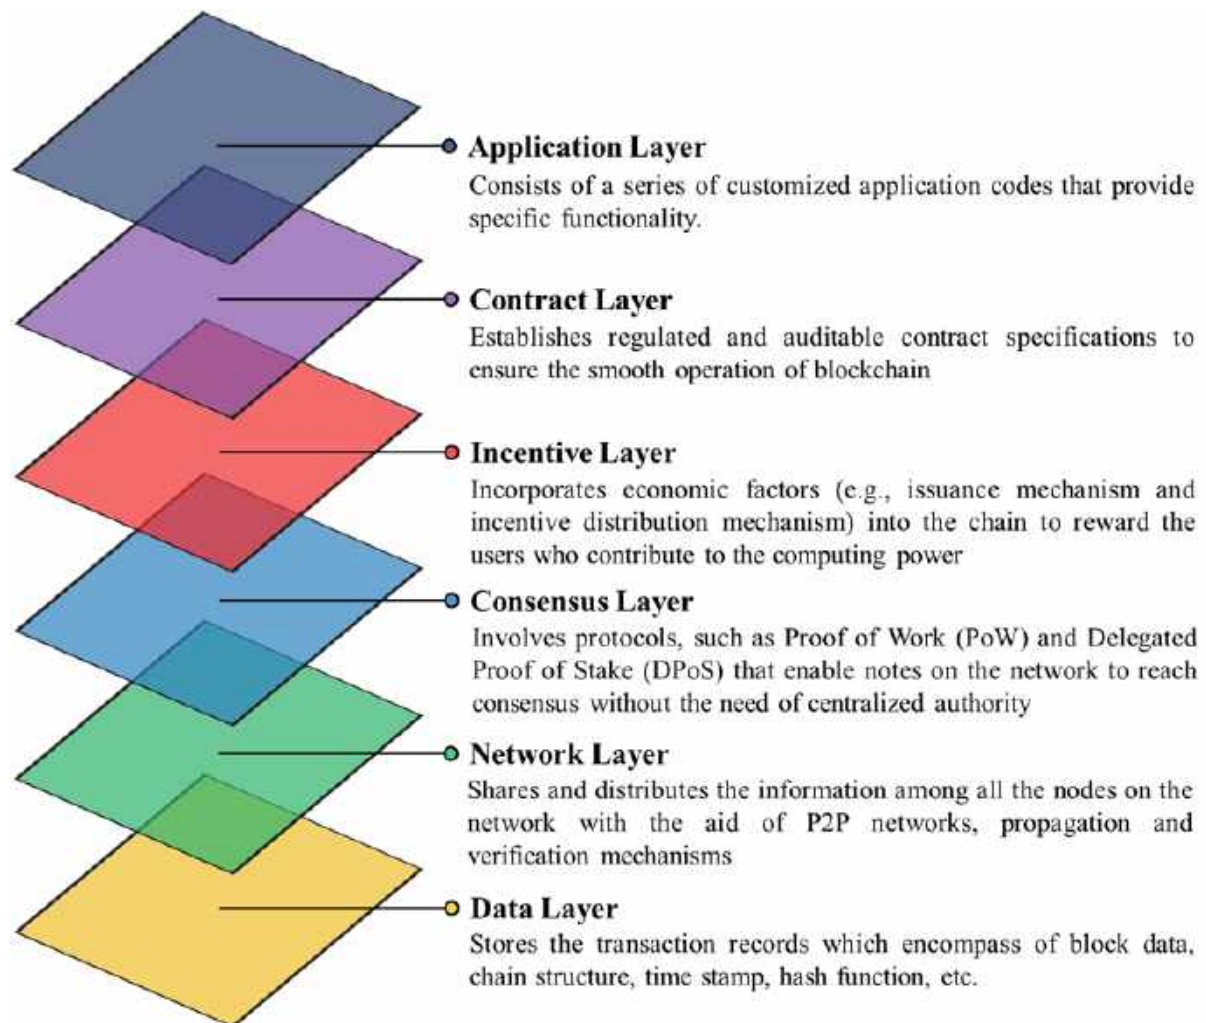 Application Layer
Consists of a series of customized application codes that provide
specific functionality.
Contract Layer
Establishes regulated and auditable contract specifications to
ensure the smooth operation of blockchain
Incentive Layer
Incorporates economic factors (e.g., issuance mechanism and
incentive distribution mechanism) into the chain to reward the
users who contribute to the computing power
Consensus Layer
Involves protocols, such as Proof of Work (PoW) and Delegated
Proof of Stake (DPoS) that enable notes on the network to reach
consensus without the need of centralized authority
Network Layer
Shares and distributes the information among all the nodes on the
network with the aid of P2P networks, propagation and
verification mechanisms
Data Layer
Stores the transaction records which encompass of block data,
chain structure, time stamp, hash function, etc.